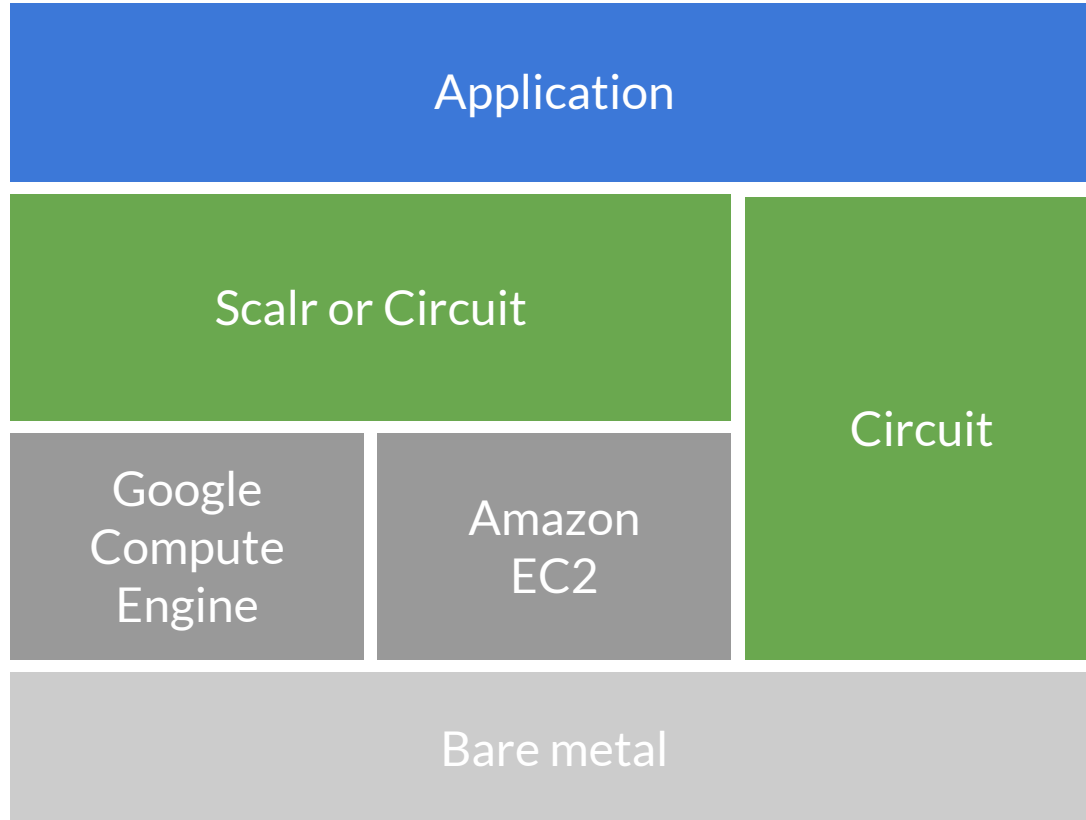 Application
Scalr or Circuit
Circuit
Google
Compute
Engine
Amazon
EC2
Bare metal